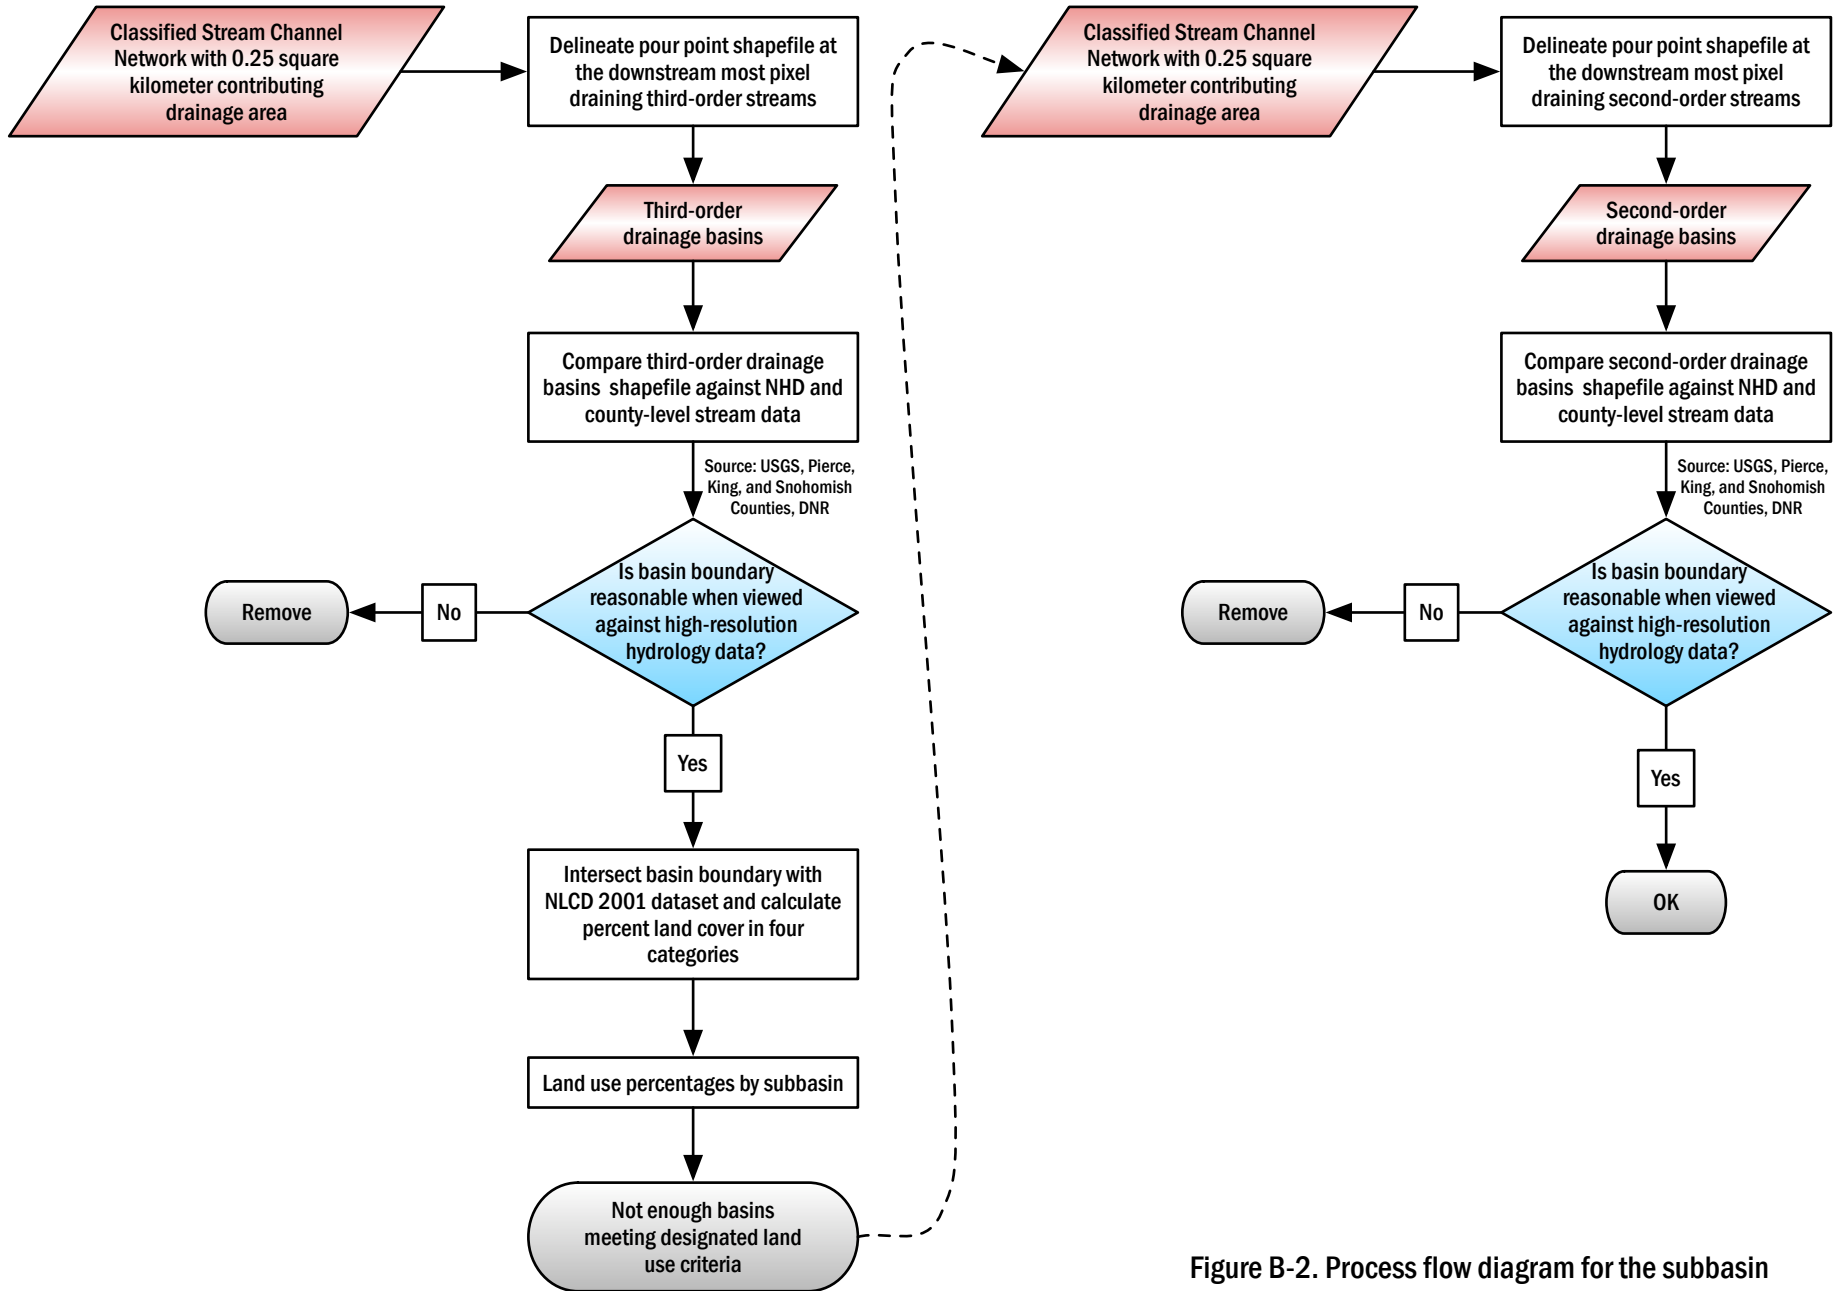 Classified Stream Channel
Network with 0.25 square
kilometer contributing
drainage area
Delineate pour point shapefile at
the downstream most pixel
draining third-order streams
Third-order
drainage basins
Compare third-order drainage
basins shapefile against NHD and
county-level stream data
Source: USGS, Pierce,
King, and Snohomish
Counties, DNR
Is basin boundary
reasonable when viewed
against high-resolution
hydrology data?
No
Remove
Yes
Intersect basin boundary with
NLCD 2001 dataset and calculate
percent land cover in four
categories
Land use percentages by subbasin
Not enough basins
meeting designated land
use criteria
Classified Stream Channel
Network with 0.25 square
kilometer contributing
drainage area
Delineate pour point shapefile at
the downstream most pixel
draining second-order streams
Second-order
drainage basins
Compare second-order drainage
basins shapefile against NHD and
county-level stream data
Source: USGS, Pierce,
King, and Snohomish
Counties, DNR
Is basin boundary
reasonable when viewed
against high-resolution
hydrology data?
No
Remove
Yes
OK
Figure B-2. Process flow diagram for the subbasin